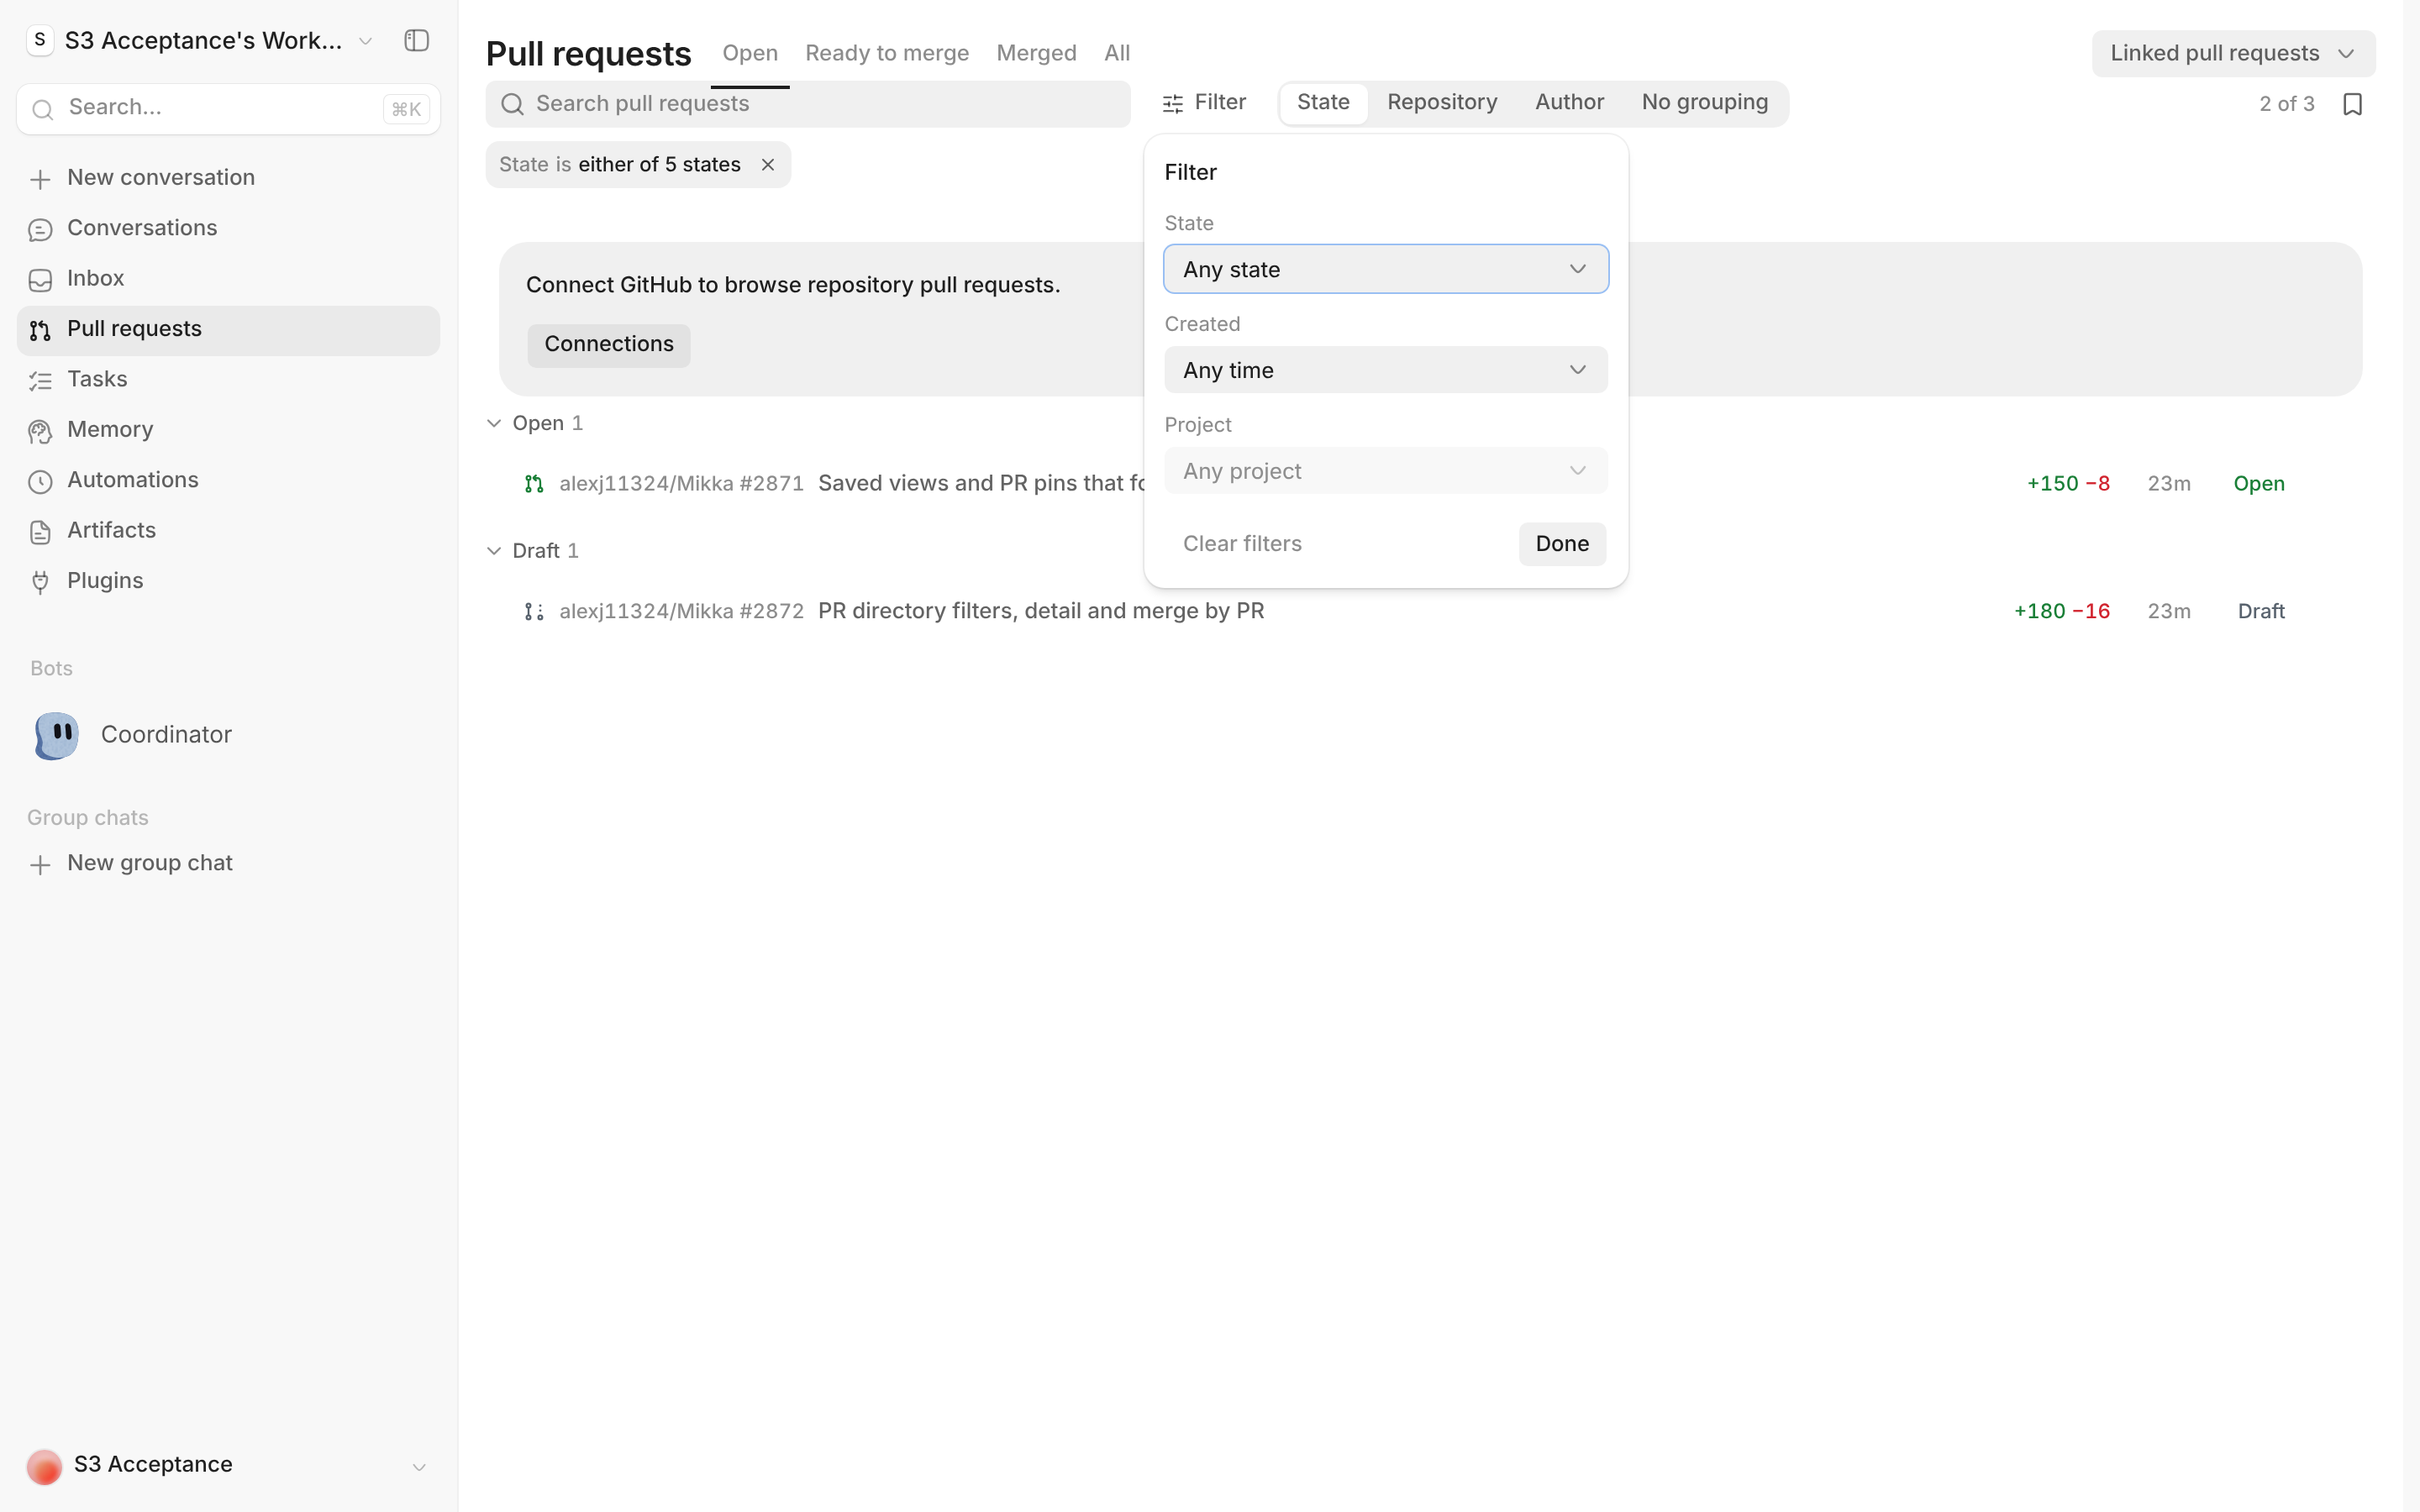 S S3 Acceptance's Work...
Search... ⌘K
New conversation
Conversations
Inbox
Pull requests
Tasks
Memory
Automations
Artifacts
Plugins
Bots
Coordinator
Group chats
New group chat
S3 Acceptance
Pull requests Open Ready to merge Merged All Linked pull requests
Search pull requests Filter State Repository Author No grouping 2 of 3
State is either of 5 states
Connect GitHub to browse repository pull requests.
Connections
Filter
State
Any state
Created
Any time
Project
Any project
Clear filters Done
Open 1
alexj11324/Mikka #2871 Saved views and PR pins that +150 −8 23m Open
Draft 1
alexj11324/Mikka #2872 PR directory filters, detail and merge by PR +180 −16 23m Draft